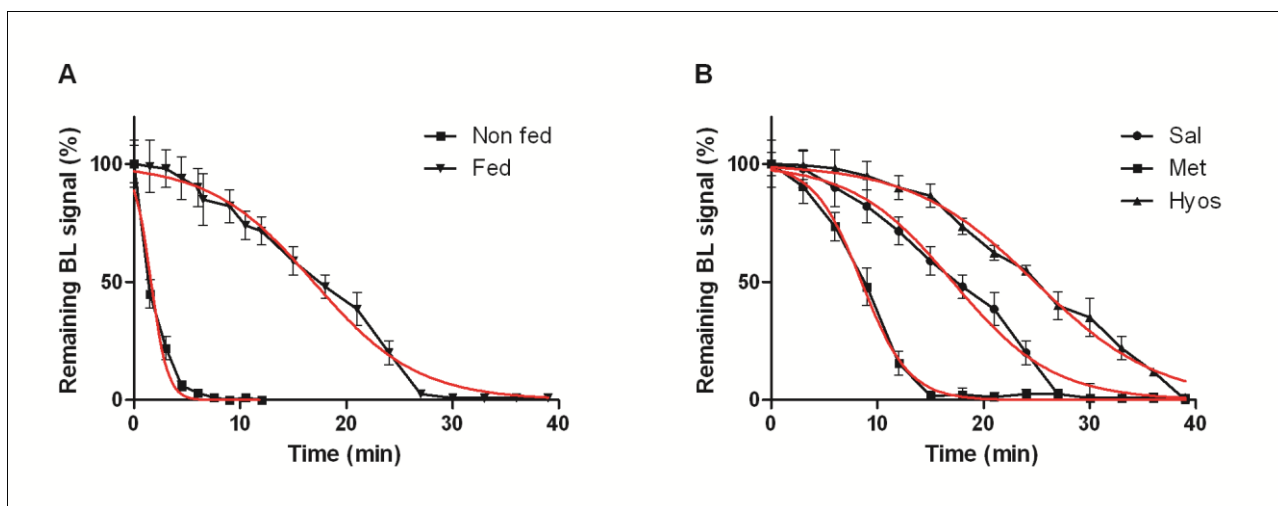 A
Remaining BL signal (%)
100
50
0
0
10
20
30
40
Time (min)
Non fed
Fed
B
Remaining BL signal (%)
100
50
0
0
10
20
30
40
Time (min)
Sal
Met
Hyos